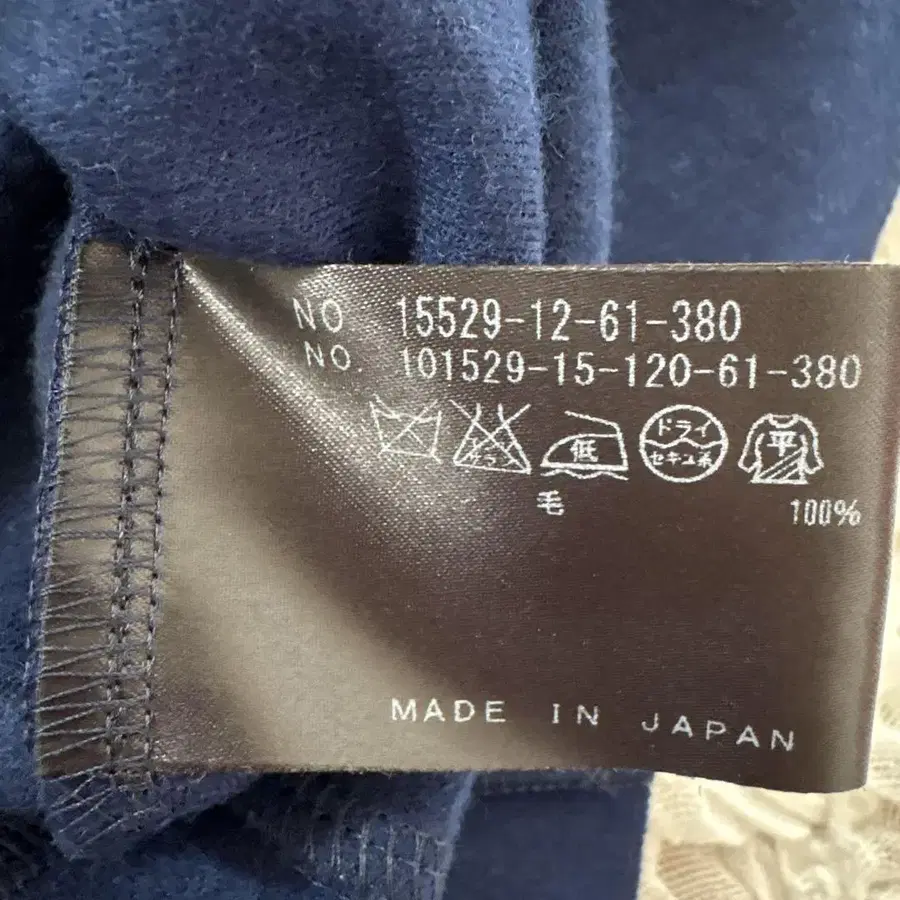 NO 15529-12-61-380
NO. 101529-15-120-61-380
低 ドライ セキユ系 平
毛 100%
MADE IN JAPAN